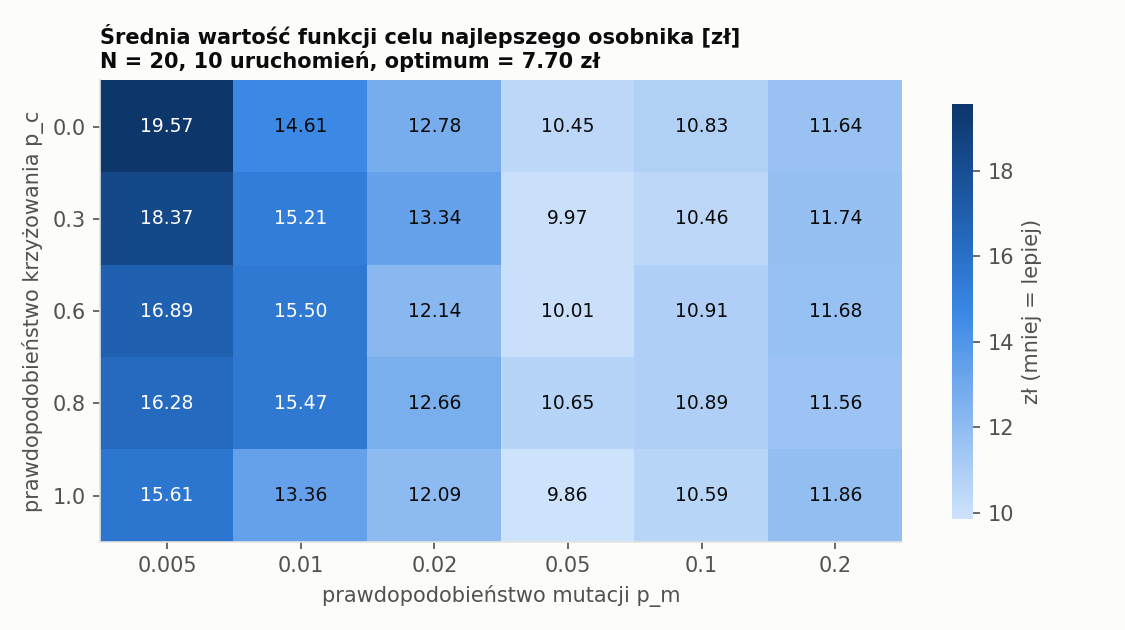 Średnia wartość funkcji celu najlepszego osobnika [zł]
N = 20, 10 uruchomień, optimum = 7.70 zł
prawdopodobieństwo krzyżowania p_c
0.0 19.57 14.61 12.78 10.45 10.83 11.64
0.3 18.37 15.21 13.34 9.97 10.46 11.74
0.6 16.89 15.50 12.14 10.01 10.91 11.68
0.8 16.28 15.47 12.66 10.65 10.89 11.56
1.0 15.61 13.36 12.09 9.86 10.59 11.86
0.005 0.01 0.02 0.05 0.1 0.2
prawdopodobieństwo mutacji p_m
18
16
14
12
10
zł (mniej = lepiej)